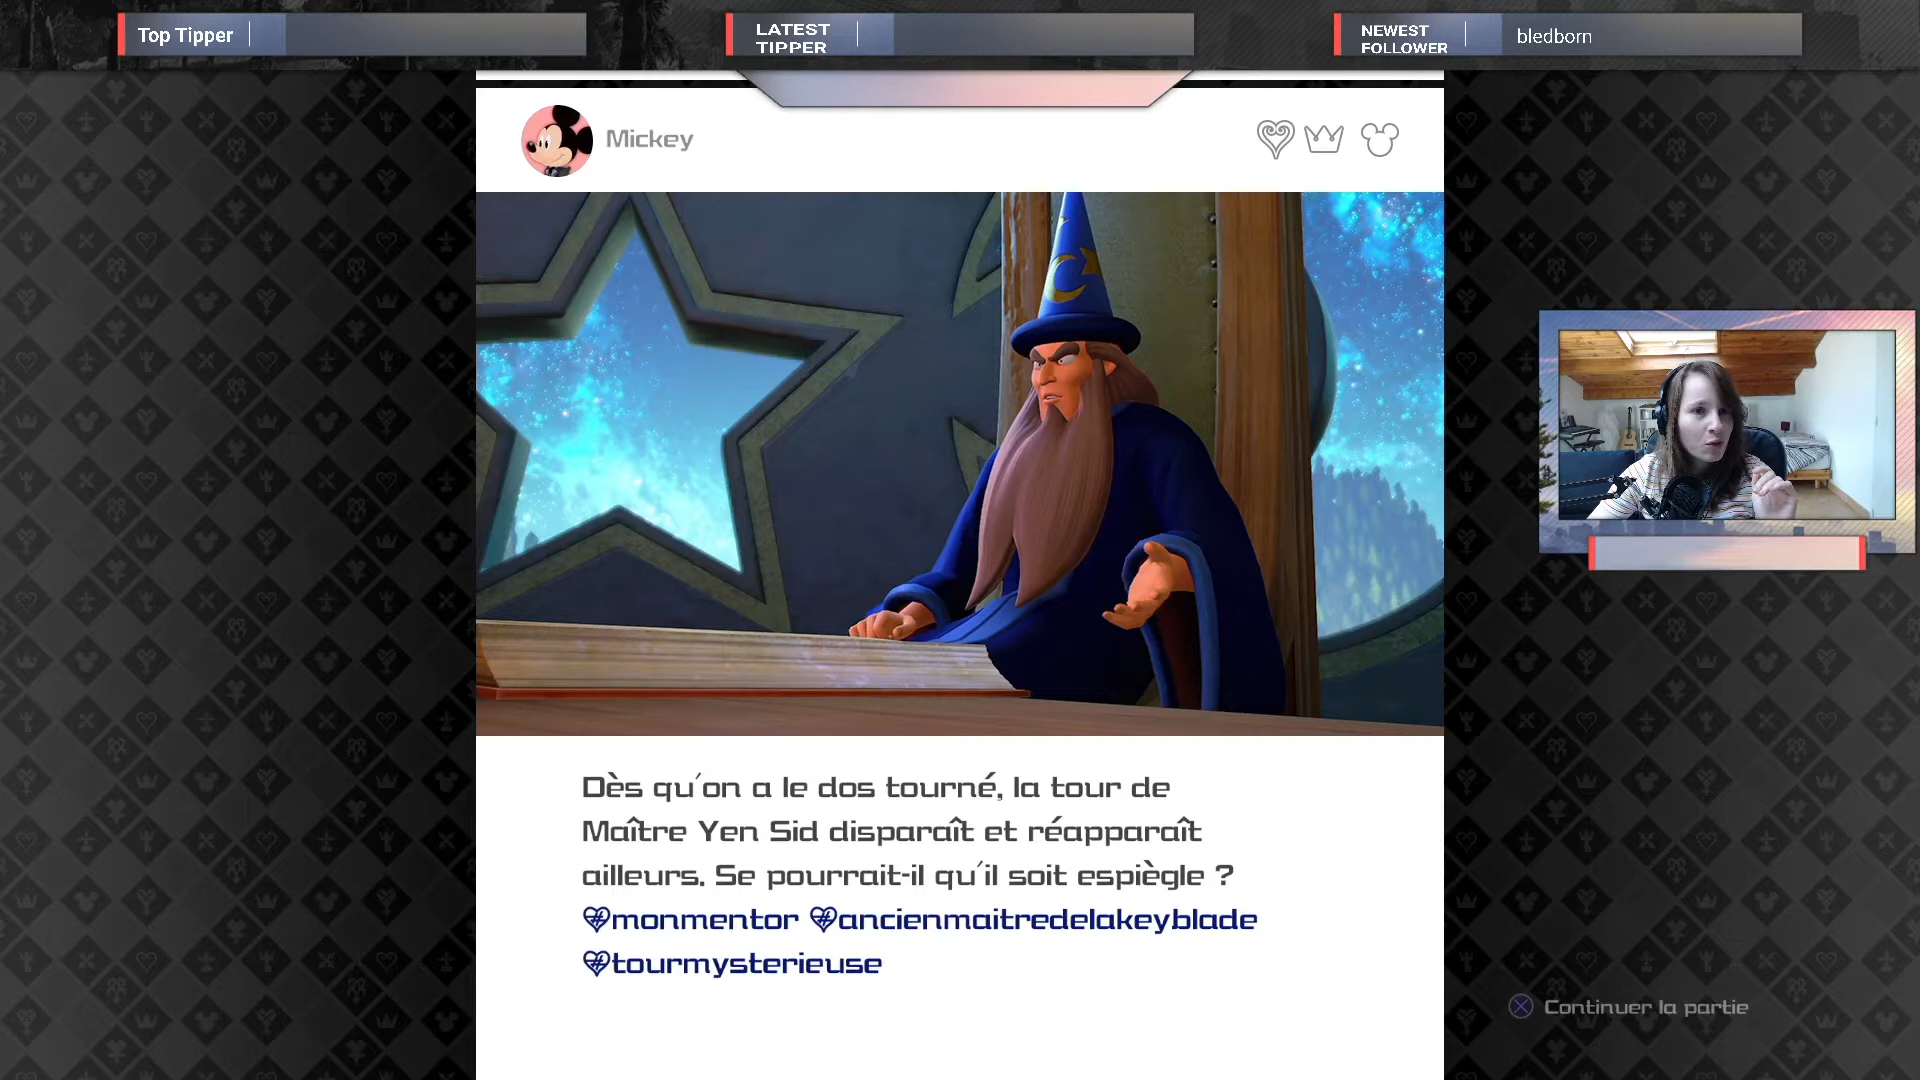 Top Tipper
LATEST
TIPPER
NEWEST
FOLLOWER
bledborn
Mickey
Dès qu'on a le dos tourné, la tour de
Maître Yen Sid disparaît et réapparaît
ailleurs. Se pourrait-il qu'il soit espiègle ?
#monmentor #ancienmaitredelakeyblade
#tourmysterieuse
Continuer la partie